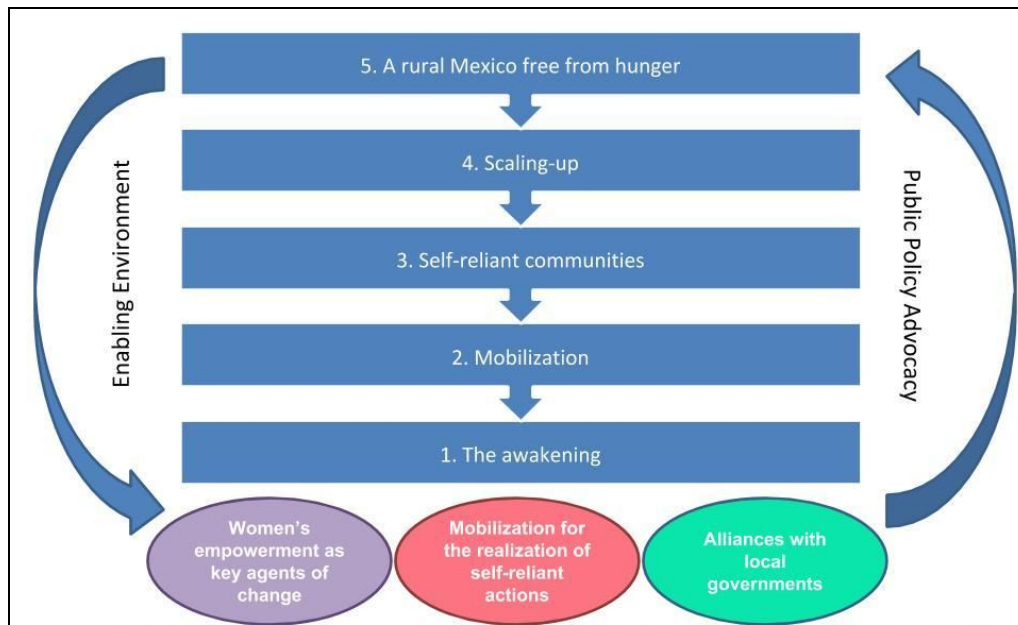 5. A rural Mexico free from hunger
4. Scaling-up
3. Self-reliant communities
2. Mobilization
1. The awakening
Enabling Environment
Public Policy Advocacy
Women's
empowerment as
key agents of
change
Mobilization for
the realization of
self-reliant
actions
Alliances with
local
governments